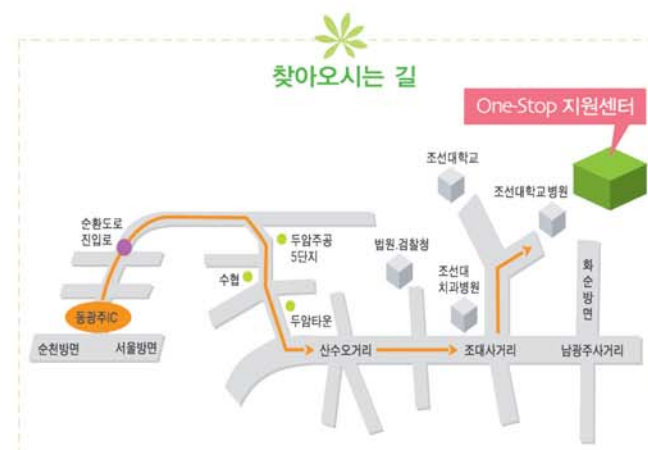 찾아오시는 길
One-Stop 지원센터
조선대학교
조선대학교병원
순환도로
진입로
두암주공
5단지
법원.검찰청
수협
조선대
치과병원
화순방면
동광주IC
두암타운
순천방면
서울방면
산수오거리
조대사거리
남광주사거리